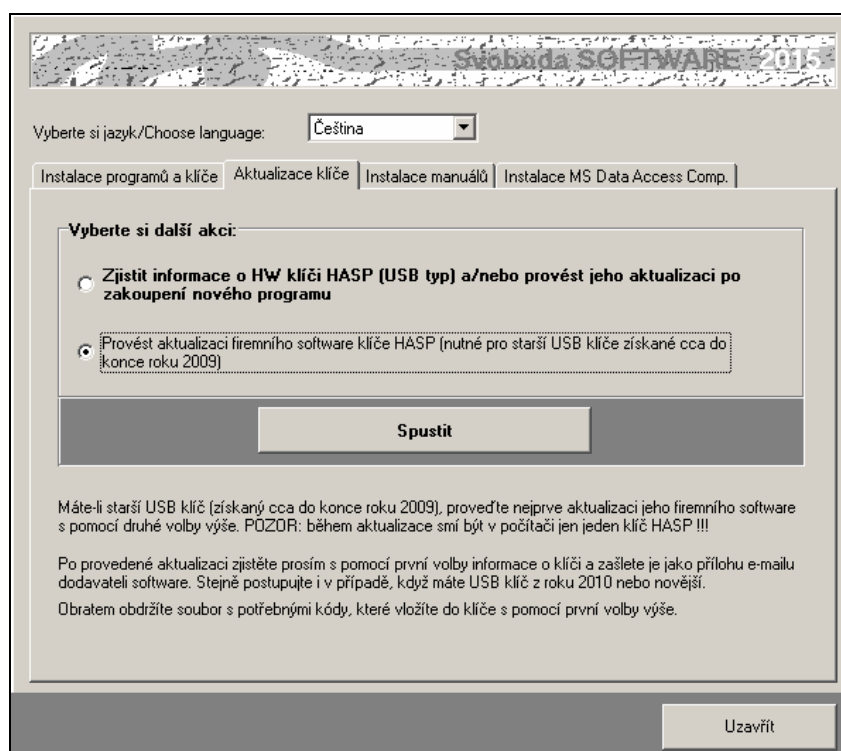 Svoboda SOFTWARE 2015
Vyberte si jazyk/Choose language:
Čeština
Instalace programů a klíče
Aktualizace klíče
Instalace manuálů
Instalace MS Data Access Comp.
Vyberte si další akci:
Zjistit informace o HW klíči HASP (USB typ) a/nebo provést jeho aktualizaci po
zakoupení nového programu
Provést aktualizaci firemního software klíče HASP (nutné pro starší USB klíče získané cca do
konce roku 2009)
Spustit
Máte-li starší USB klíč (získaný cca do konce roku 2009), proveďte nejprve aktualizaci jeho firemního software
s pomocí druhé volby výše. POZOR: během aktualizace smí být v počítači jen jeden klíč HASP !!!
Po provedené aktualizaci zjistěte prosím s pomocí první volby informace o klíči a zašlete je jako přílohu e-mailu
dodavateli software. Stejně postupujte i v případě, když máte USB klíč z roku 2010 nebo novější.
Obratem obdržíte soubor s potřebnými kódy, které vložíte do klíče s pomocí první volby výše.
Uzavřít